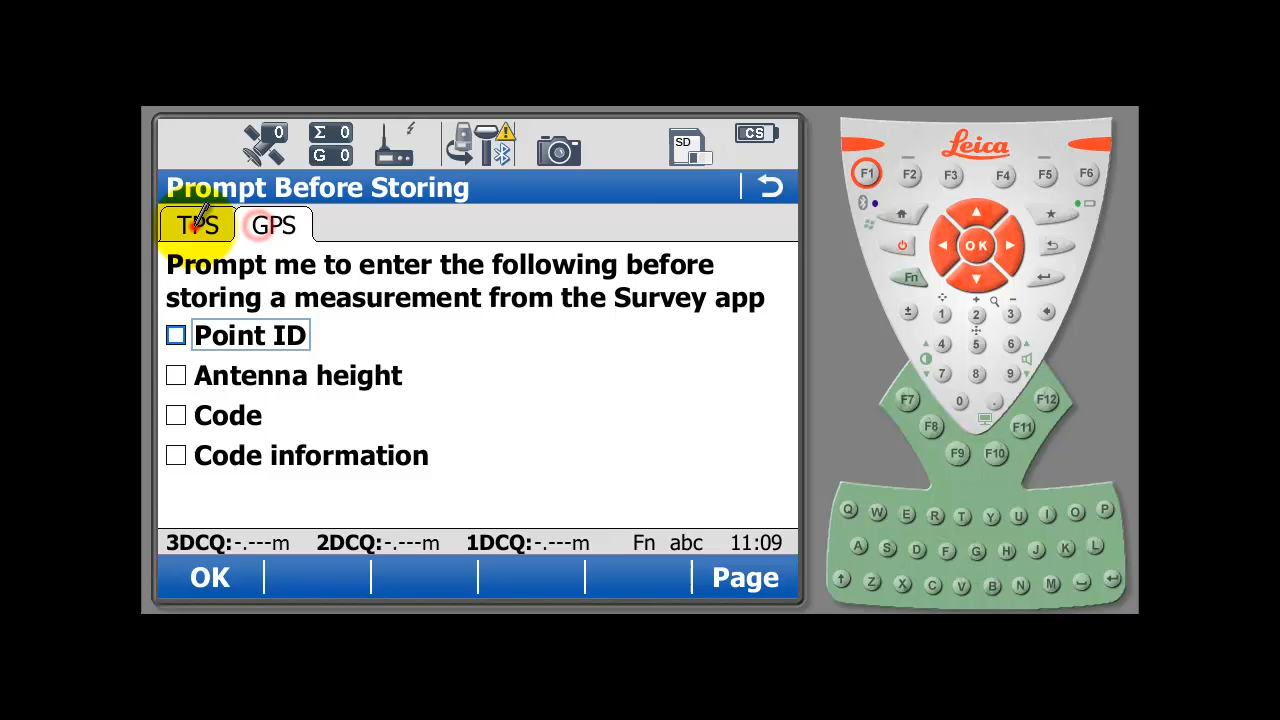 0
Σ 0
G 0
SD
CS
Prompt Before Storing
TPS GPS
Prompt me to enter the following before
storing a measurement from the Survey app
Point ID
Antenna height
Code
Code information
3DCQ:-.---m 2DCQ:-.---m 1DCQ:-.---m Fn abc 11:09
OK Page
Leica
F1 F2 F3 F4 F5 F6
OK
Fn
± 1 2 3
4 5 6
7 8 9
0 .
F7 F12
F8 F11
F9 F10
Q W E R T Y U I O P
A S D F G H J K L
Z X C V B N M